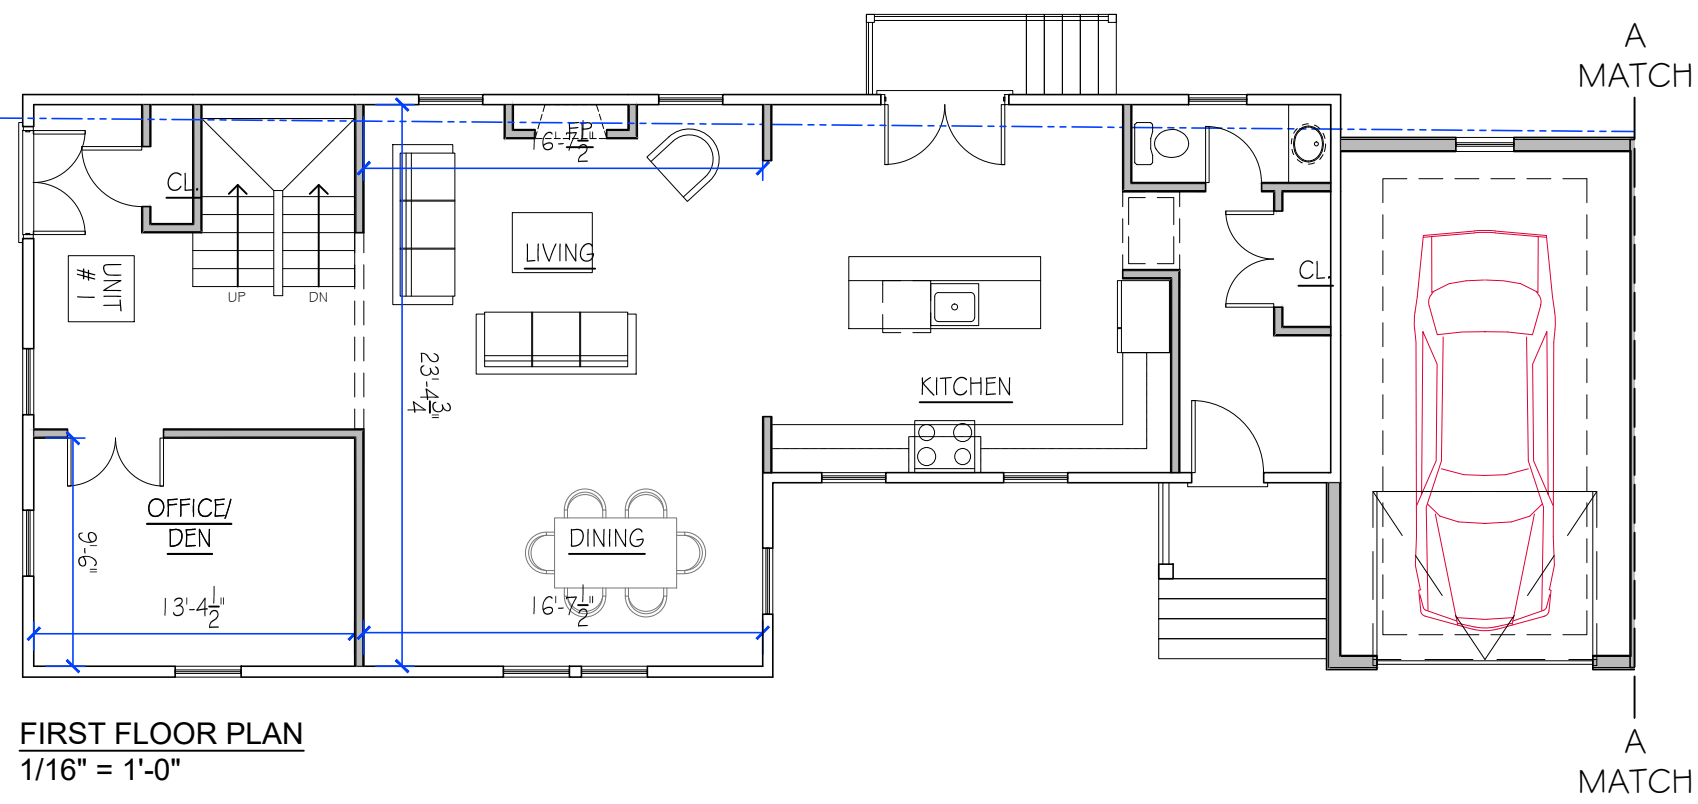 A
MATCH
FP
16'-7 1/2"
CL.
LIVING
UNIT
# 1
UP
DN
CL.
23'-4 3/4"
KITCHEN
OFFICE/
DEN
9'-6"
DINING
13'-4 1/2"
16'-7 1/2"
FIRST FLOOR PLAN
1/16" = 1'-0"
A
MATCH